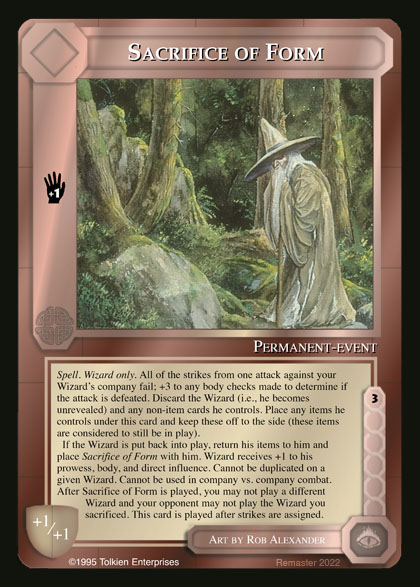 Sacrifice of Form
+1
Permanent-event
Spell. Wizard only. All of the strikes from one attack against your
Wizard's company fail; +3 to any body checks made to determine if
the attack is defeated. Discard the Wizard (i.e., he becomes
unrevealed) and any non-item cards he controls. Place any items he
controls under this card and keep these off to the side (these items
are considered to still be in play).
If the Wizard is put back into play, return his items to him and
place Sacrifice of Form with him. Wizard receives +1 to his
prowess, body, and direct influence. Cannot be duplicated on a
given Wizard. Cannot be used in company vs. company combat.
After Sacrifice of Form is played, you may not play a different
Wizard and your opponent may not play the Wizard you
sacrificed. This card is played after strikes are assigned.
3
+1/+1
Art by Rob Alexander
©1995 Tolkien Enterprises
Remaster 2022